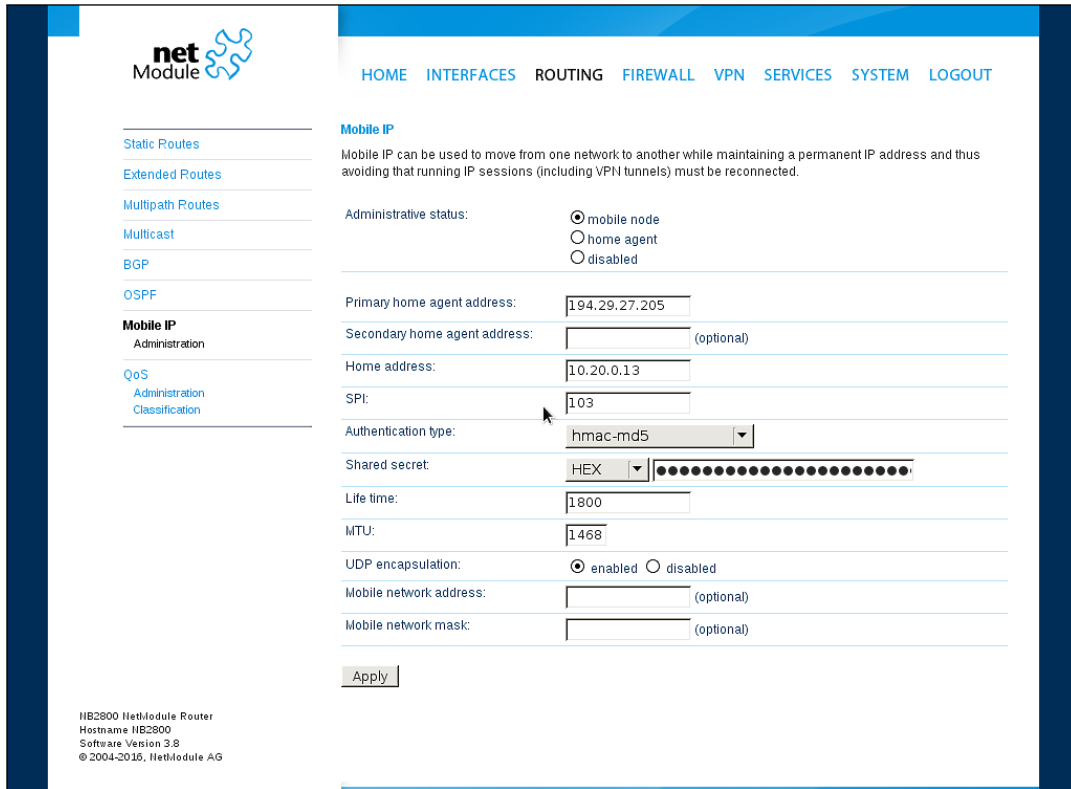 net
Module
HOME INTERFACES ROUTING FIREWALL VPN SERVICES SYSTEM LOGOUT
Static Routes
Extended Routes
Multipath Routes
Multicast
BGP
OSPF
Mobile IP
Administration
QoS
Administration
Classification
Mobile IP
Mobile IP can be used to move from one network to another while maintaining a permanent IP address and thus
avoiding that running IP sessions (including VPN tunnels) must be reconnected.
Administrative status:
mobile node
home agent
disabled
Primary home agent address: 194.29.27.205
Secondary home agent address: (optional)
Home address: 10.20.0.13
SPI: 103
Authentication type: hmac-md5
Shared secret: HEX
Life time: 1800
MTU: 1468
UDP encapsulation: enabled disabled
Mobile network address: (optional)
Mobile network mask: (optional)
Apply
NB2800 NetModule Router
Hostname NB2800
Software Version 3.8
© 2004-2016, NetModule AG